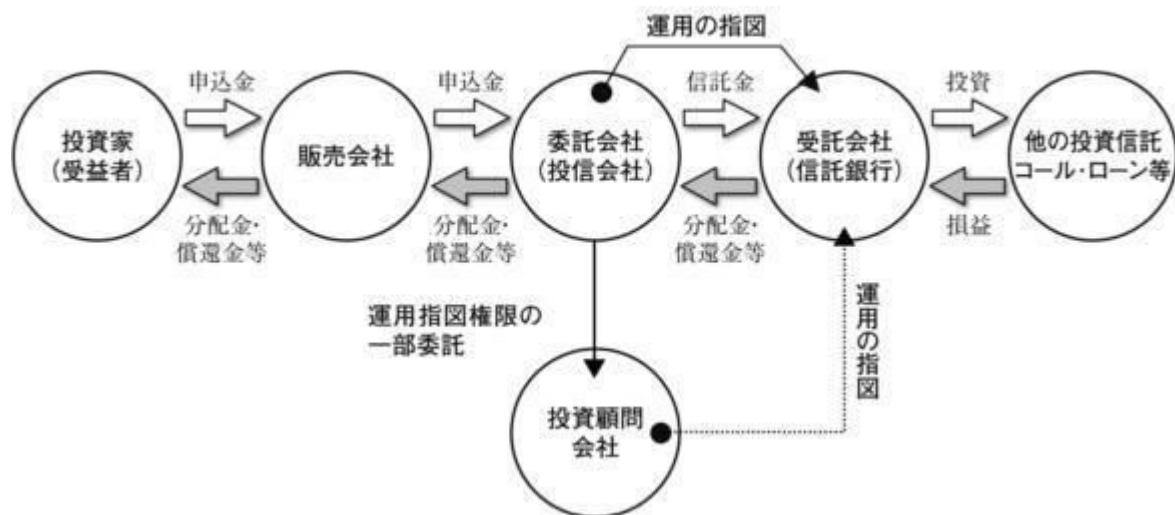 運用の指図
申込金
申込金
信託金
投資
投資家
(受益者)
販売会社
委託会社
(投信会社)
受託会社
(信託銀行)
他の投資信託
コール・ローン等
分配金・
償還金等
分配金・
償還金等
分配金・
償還金等
損益
運用指図権限の
一部委託
運用の指図
投資顧問
会社